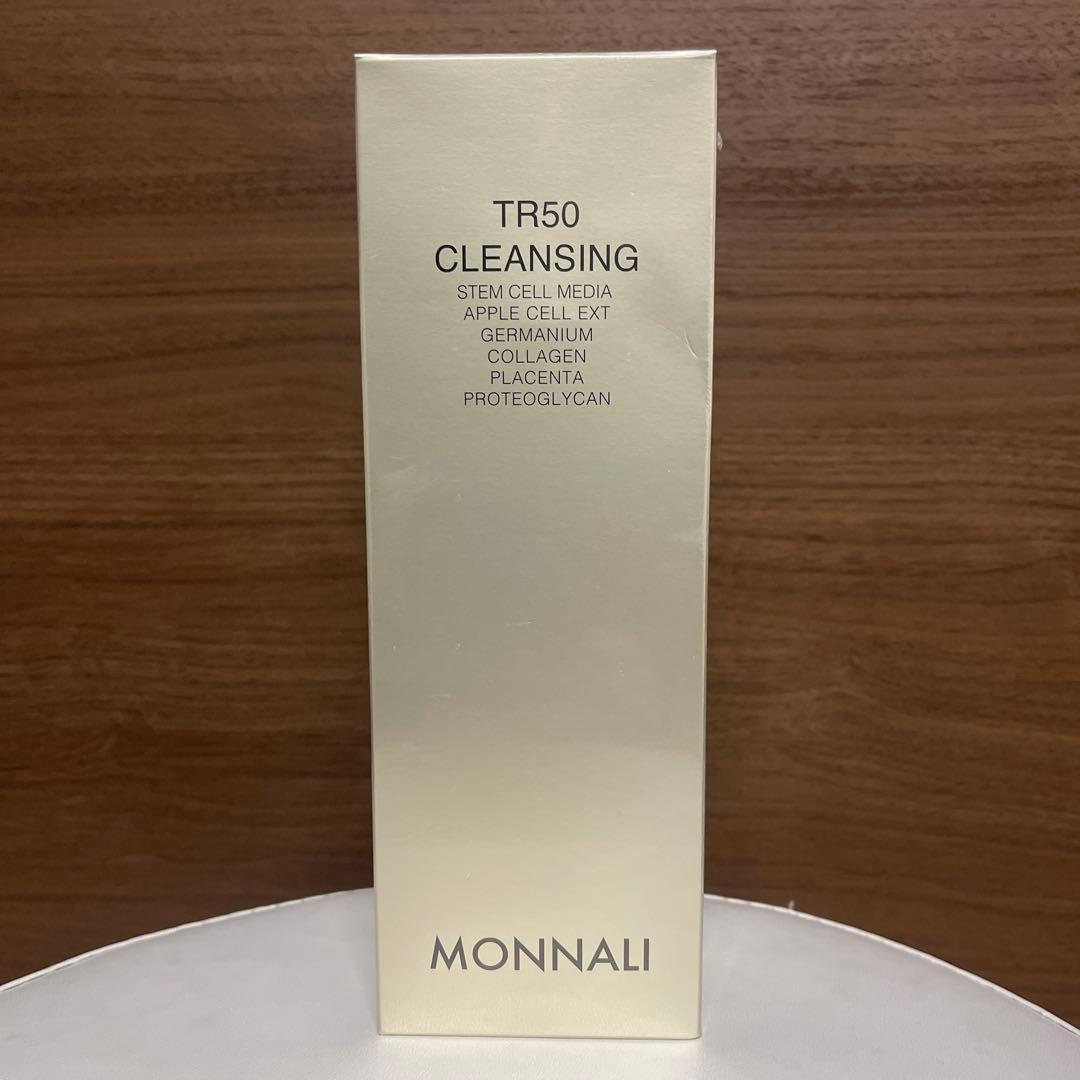 TR50
CLEANSING
STEM CELL MEDIA
APPLE CELL EXT
GERMANIUM
COLLAGEN
PLACENTA
PROTEOGLYCAN
MONNALI